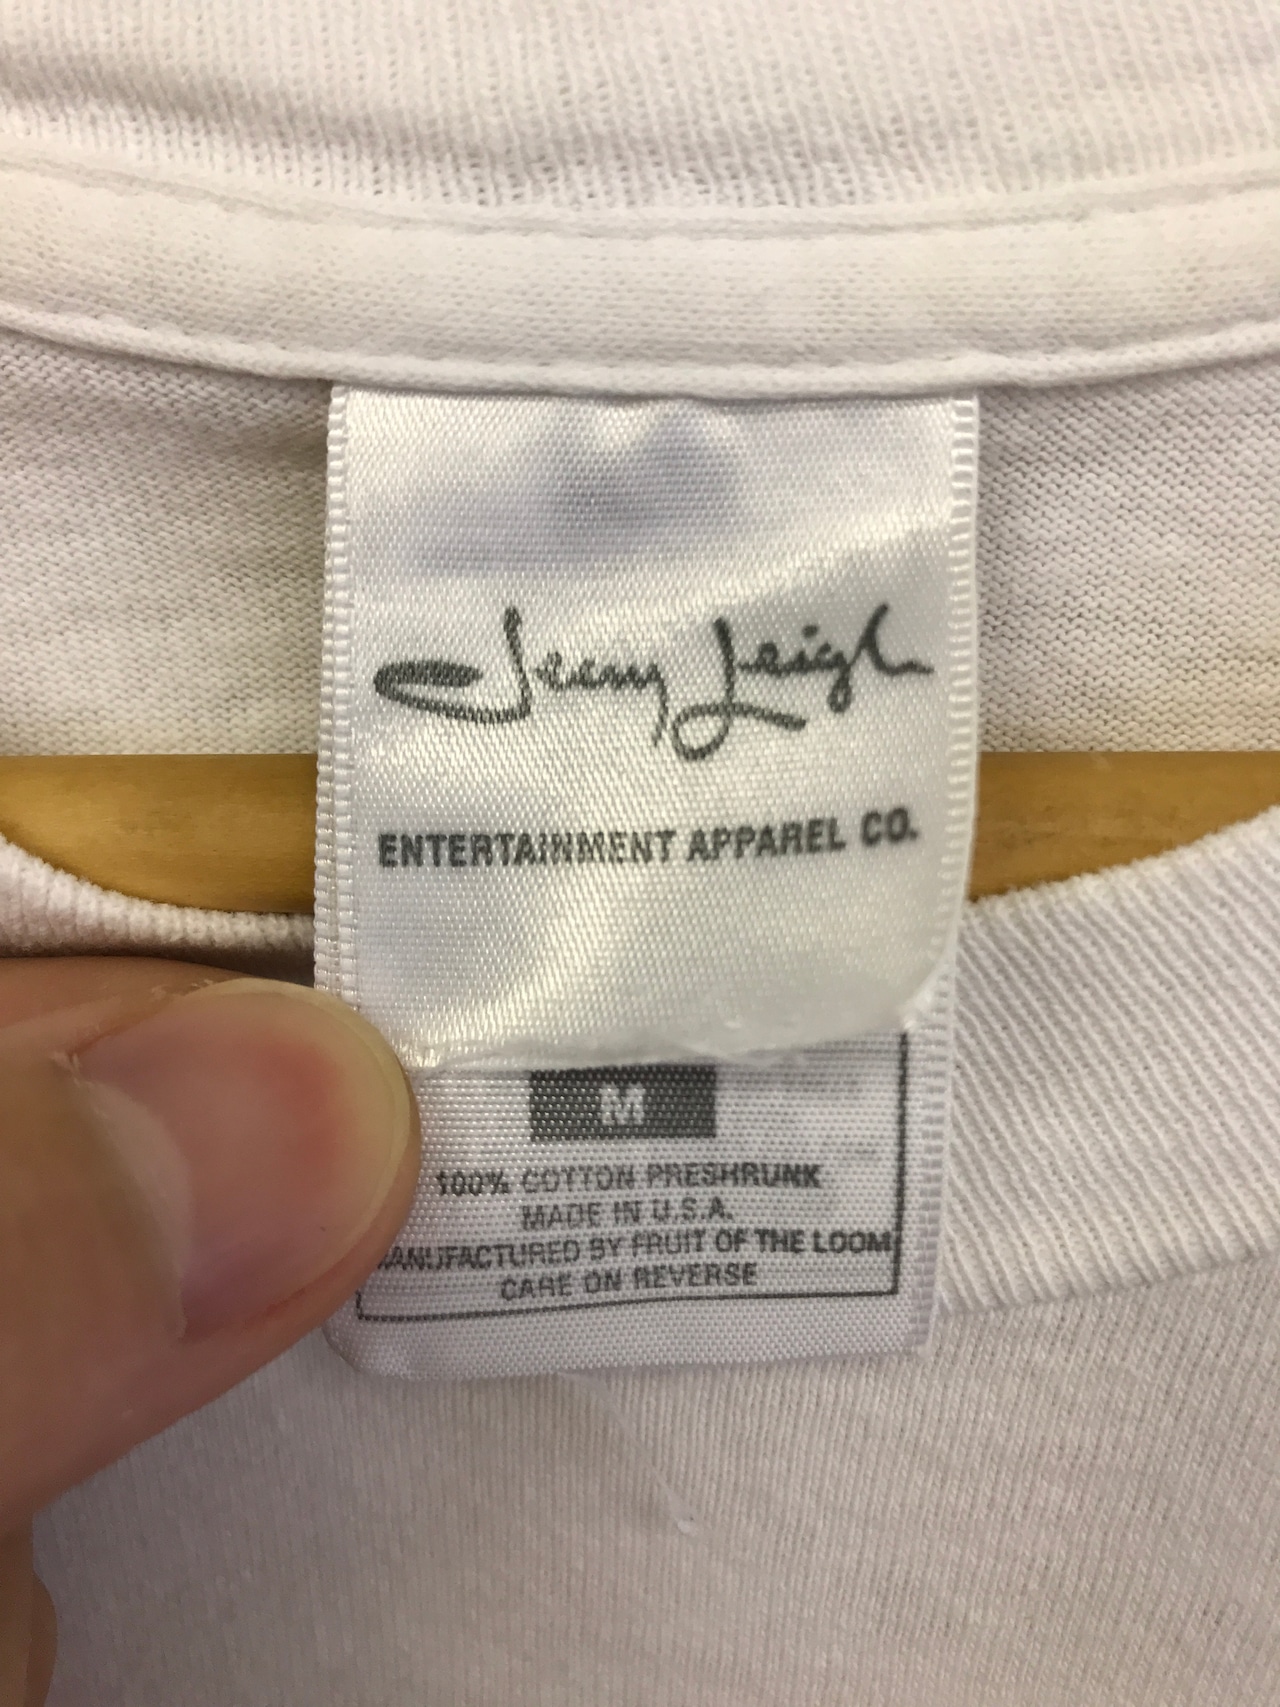 Jerry Leigh
ENTERTAINMENT APPAREL CO.
M
100% COTTON PRESHRUNK
MADE IN U.S.A.
MANUFACTURED BY FRUIT OF THE LOOM
CARE ON REVERSE